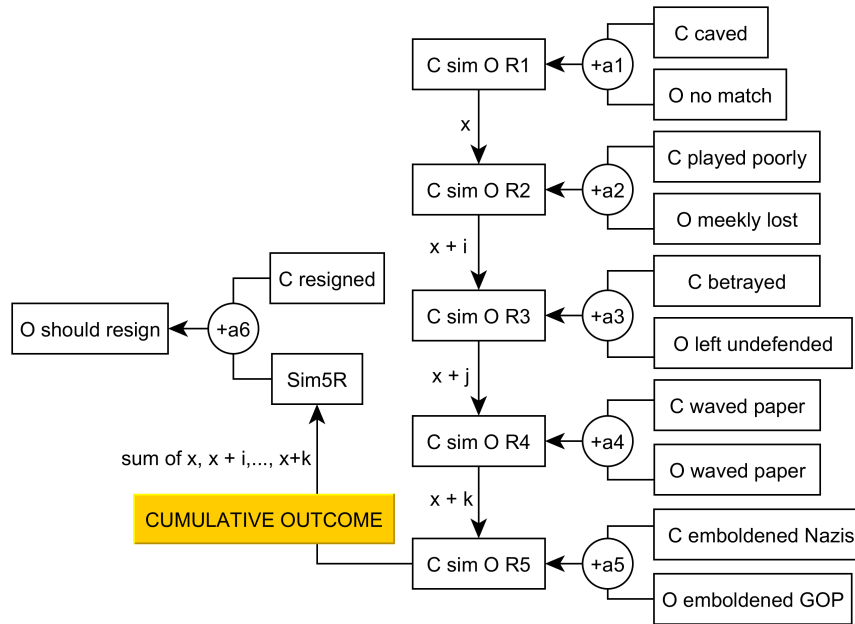 C caved
C sim O R1
+a1
O no match
x
C played poorly
C sim O R2
+a2
O meekly lost
x + i
C betrayed
C resigned
C sim O R3
+a3
O should resign
+a6
O left undefended
x + j
Sim5R
C waved paper
C sim O R4
+a4
sum of x, x + i,..., x+k
O waved paper
x + k
CUMULATIVE OUTCOME
C emboldened Nazis
C sim O R5
+a5
O emboldened GOP